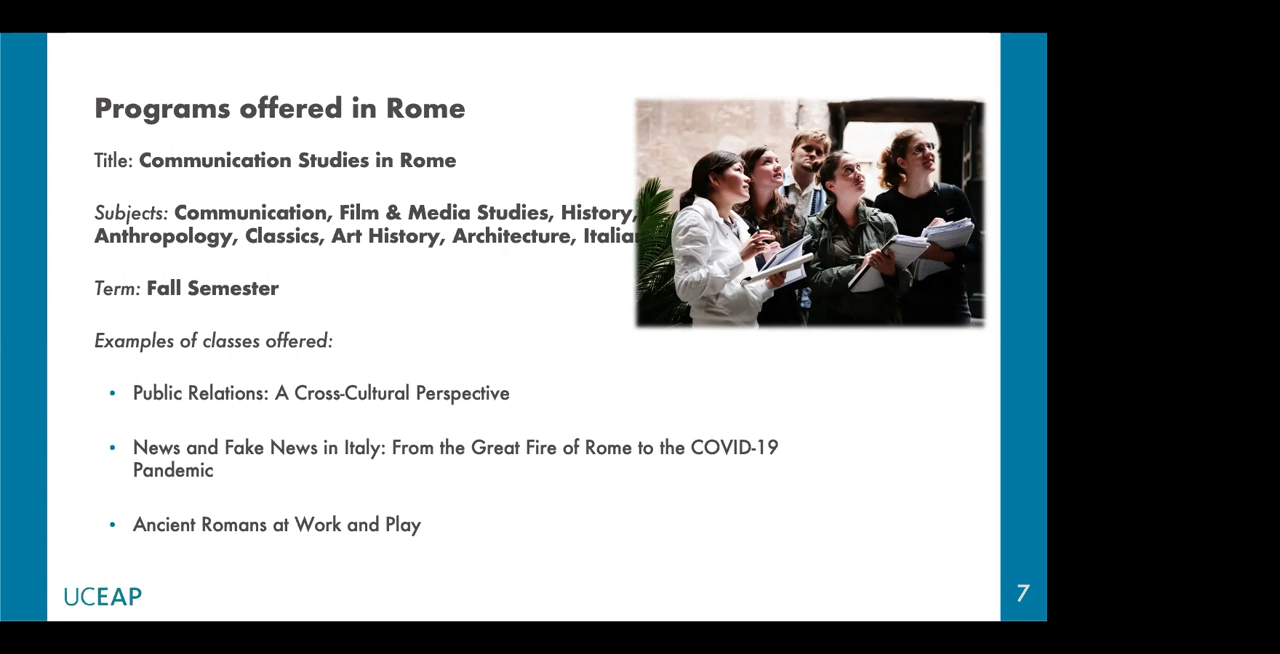 Programs offered in Rome
Title: Communication Studies in Rome
Subjects: Communication, Film & Media Studies, History,
Anthropology, Classics, Art History, Architecture,
Term: Fall Semester
Examples of classes offered:
• Public Relations: A Cross-Cultural Perspective
• News and Fake News in Italy: From the Great Fire of Rome to the COVID-19
Pandemic
• Ancient Romans at Work and Play
UCEAP
7